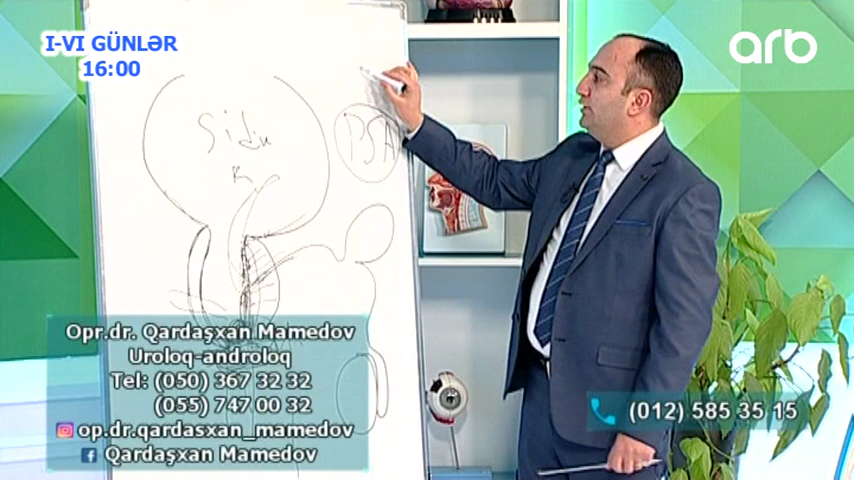 I-VI GÜNLƏR
16:00
arb
Sidik
PSA
Opr.dr. Qardaşxan Mamedov
Uroloq-androloq
Tel: (050) 367 32 32
(055) 747 00 32
op.dr.qardasxan_mamedov
Qardaşxan Mamedov
(012) 585 35 15